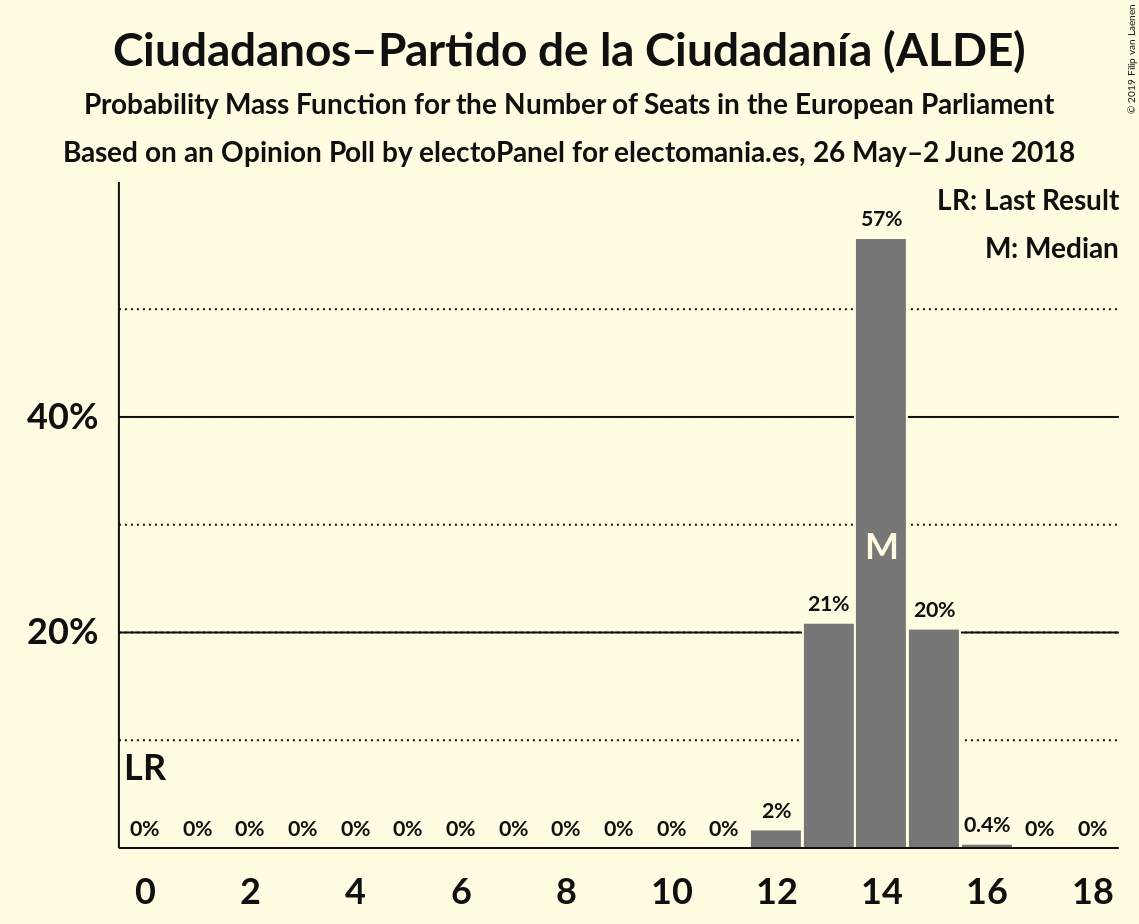 Ciudadanos–Partido de la Ciudadanía (ALDE)
Probability Mass Function for the Number of Seats in the European Parliament
Based on an Opinion Poll by electoPanel for electomania.es, 26 May–2 June 2018
© 2019 Filip van Laenen
LR: Last Result
M: Median
57%
40%
M
21%
20%
20%
LR
0% 0% 0% 0% 0% 0% 0% 0% 0% 0% 0% 0% 2% 0.4% 0% 0%
0 2 4 6 8 10 12 14 16 18